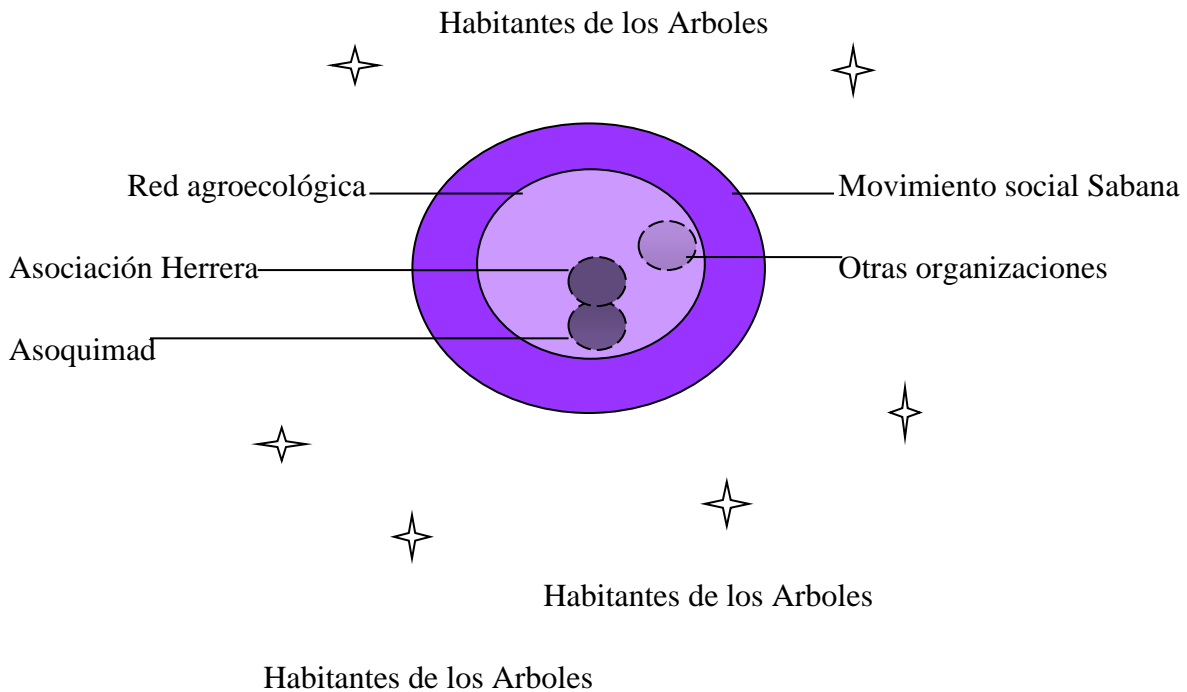 Habitantes de los Arboles
Red agroecológica
Movimiento social Sabana
Asociación Herrera
Otras organizaciones
Asoquimad
Habitantes de los Arboles
Habitantes de los Arboles